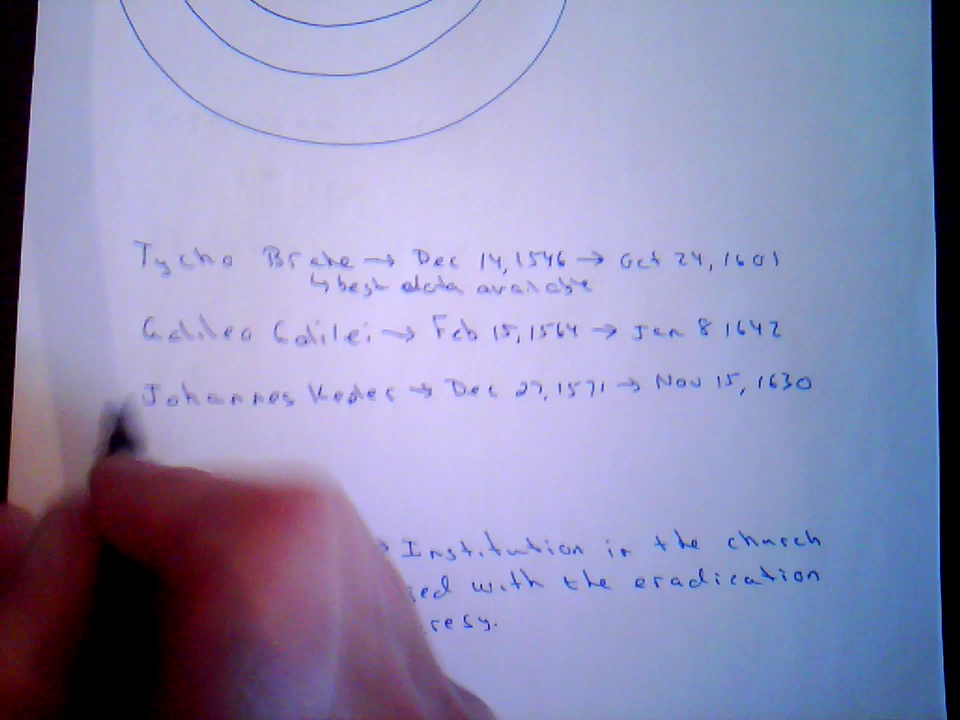 Tycho Brahe → Dec 14, 1546 → Oct 24, 1601
↳ best data available
Galileo Galilei → Feb 15, 1564 → Jan 8 1642
Johannes Kepler → Dec 27, 1571 → Nov 15, 1630
Institution in the church
with the eradication
resy.